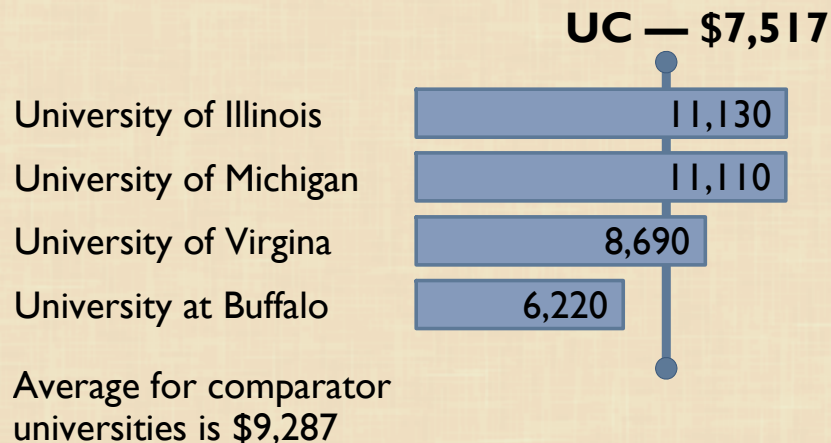 UC — $7,517
University of Illinois 11,130
University of Michigan 11,110
University of Virgina 8,690
University at Buffalo 6,220
Average for comparator
universities is $9,287